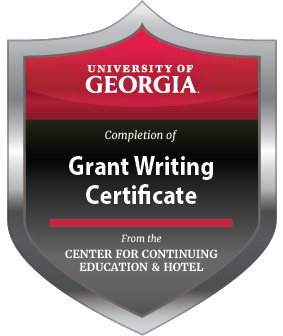 UNIVERSITY OF
GEORGIA
Completion of
Grant Writing
Certificate
From the
CENTER FOR CONTINUING
EDUCATION & HOTEL